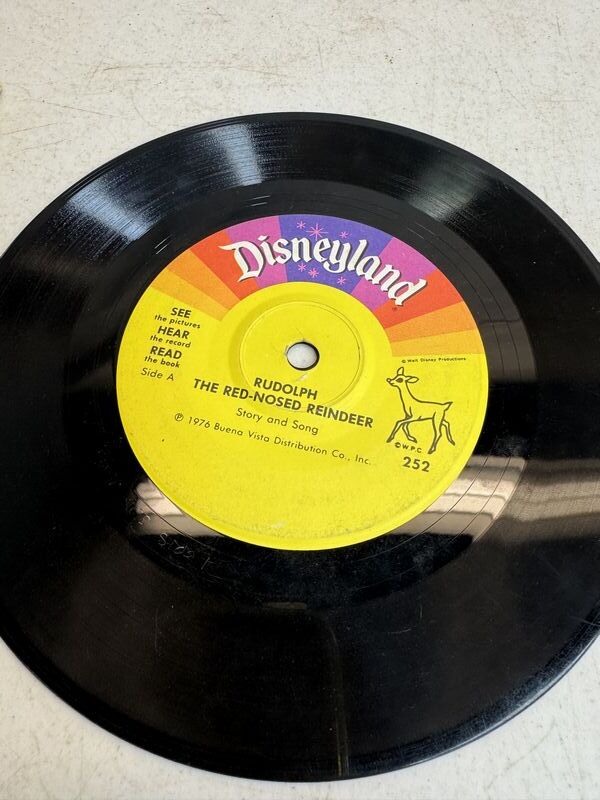 Disneyland
SEE
the pictures
HEAR
the record
READ
the book
Side A
© Walt Disney Productions
RUDOLPH
THE RED-NOSED REINDEER
Story and Song
℗ 1976 Buena Vista Distribution Co., Inc.
© W.P.C.
252